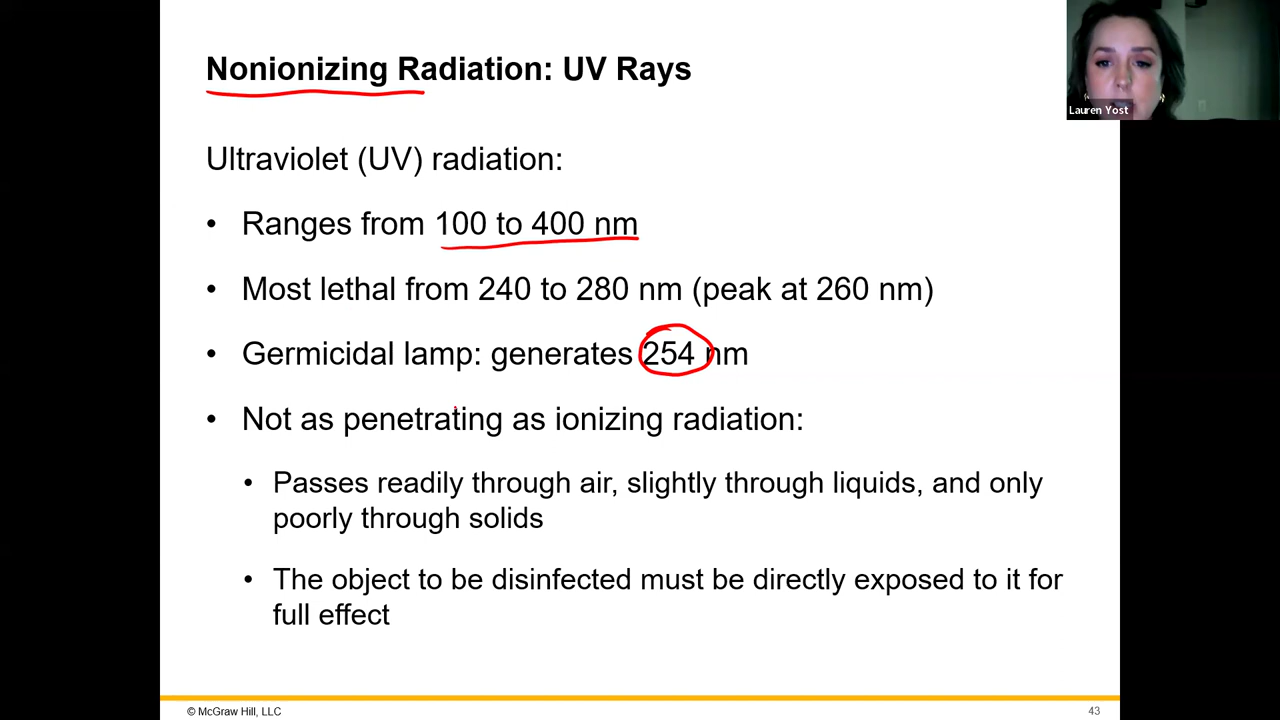 Nonionizing Radiation: UV Rays
Lauren Yost
Ultraviolet (UV) radiation:
• Ranges from 100 to 400 nm
• Most lethal from 240 to 280 nm (peak at 260 nm)
• Germicidal lamp: generates 254 nm
• Not as penetrating as ionizing radiation:
• Passes readily through air, slightly through liquids, and only
poorly through solids
• The object to be disinfected must be directly exposed to it for
full effect
© McGraw Hill, LLC
43